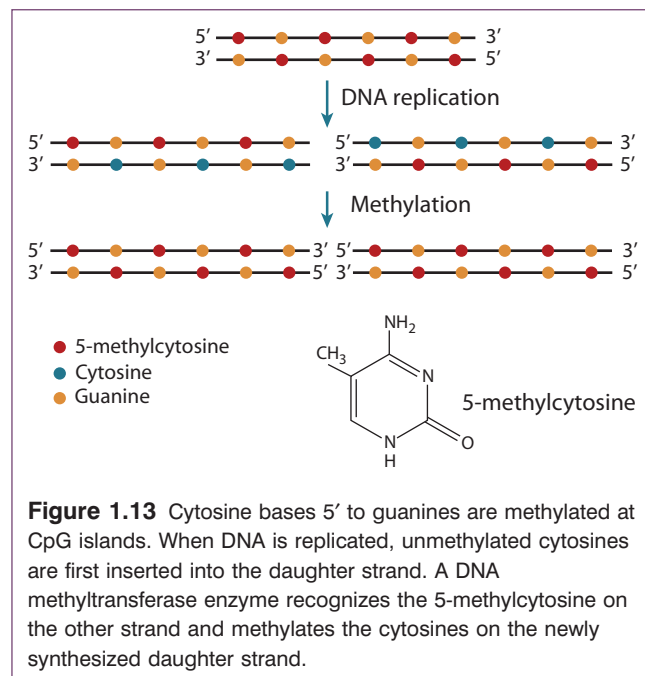 5′ 3′
3′ 5′
DNA replication
5′ 3′
3′ 3′ 5′
Methylation
5′ 3′ 5′ 3′
3′ 5′ 3′ 5′
5-methylcytosine
Cytosine
Guanine
NH₂
CH₃
N
N
H
O
5-methylcytosine
Figure 1.13 Cytosine bases 5′ to guanines are methylated at
CpG islands. When DNA is replicated, unmethylated cytosines
are first inserted into the daughter strand. A DNA
methyltransferase enzyme recognizes the 5-methylcytosine on
the other strand and methylates the cytosines on the newly
synthesized daughter strand.